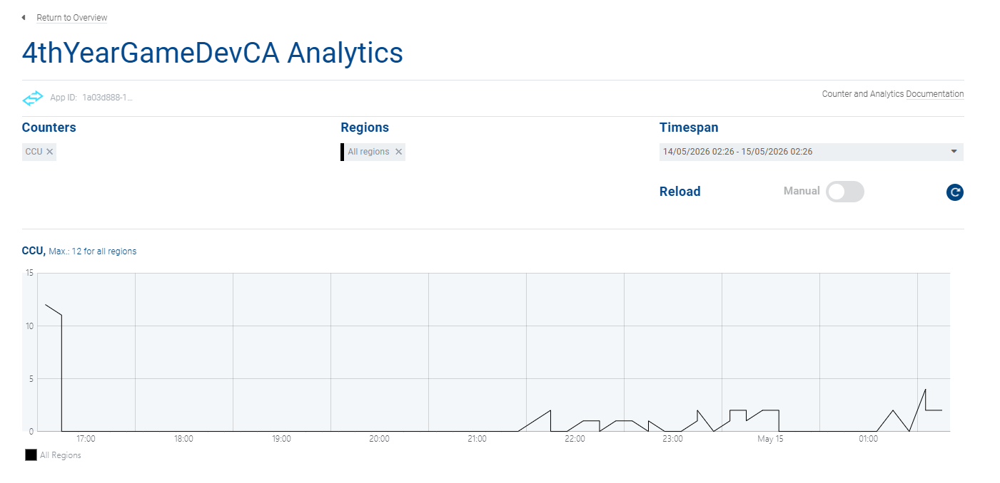 Return to Overview
4thYearGameDevCA Analytics
App ID: 1a03d888-1...
Counter and Analytics Documentation
Counters
Regions
Timespan
CCU ×
All regions ×
14/05/2026 02:26 - 15/05/2026 02:26
Reload
Manual
CCU, Max.: 12 for all regions
15
10
5
0
17:00 18:00 19:00 20:00 21:00 22:00 23:00 May 15 01:00
All Regions